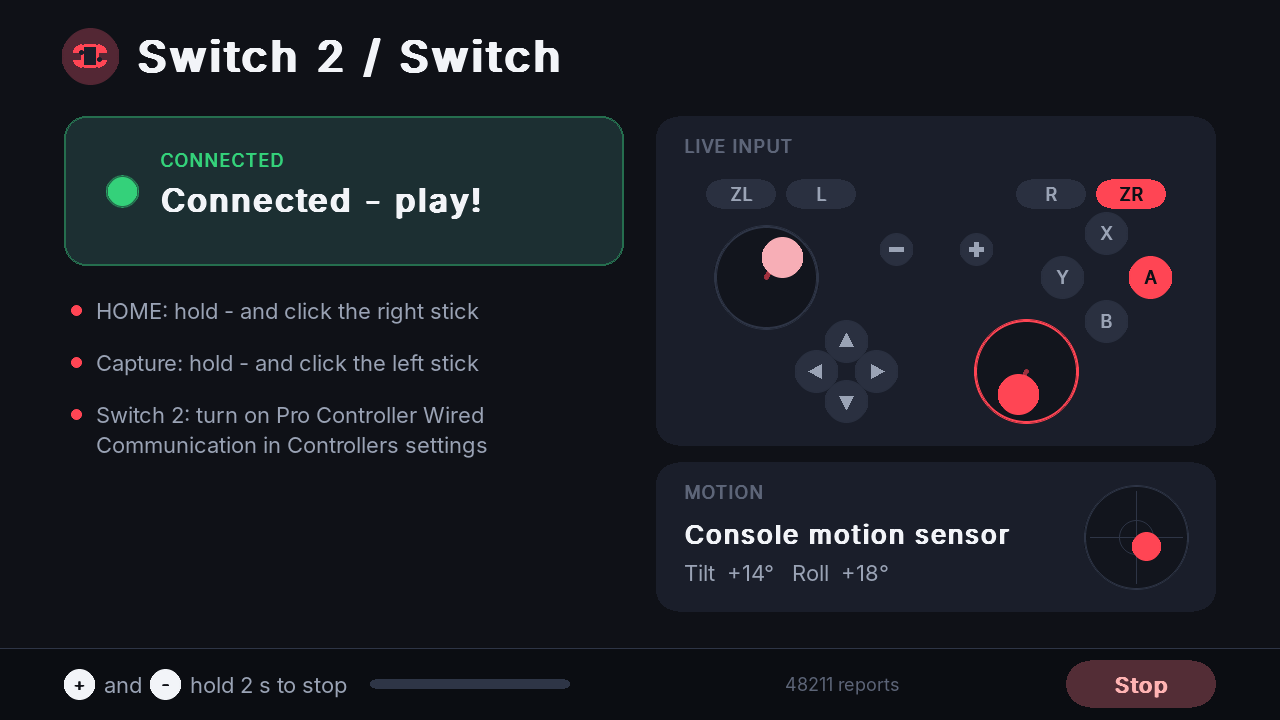 Switch 2 / Switch
CONNECTED
Connected - play!
HOME: hold - and click the right stick
Capture: hold - and click the left stick
Switch 2: turn on Pro Controller Wired
Communication in Controllers settings
LIVE INPUT
ZL L R ZR
X
Y A
B
MOTION
Console motion sensor
Tilt +14° Roll +18°
+ and - hold 2 s to stop
48211 reports
Stop